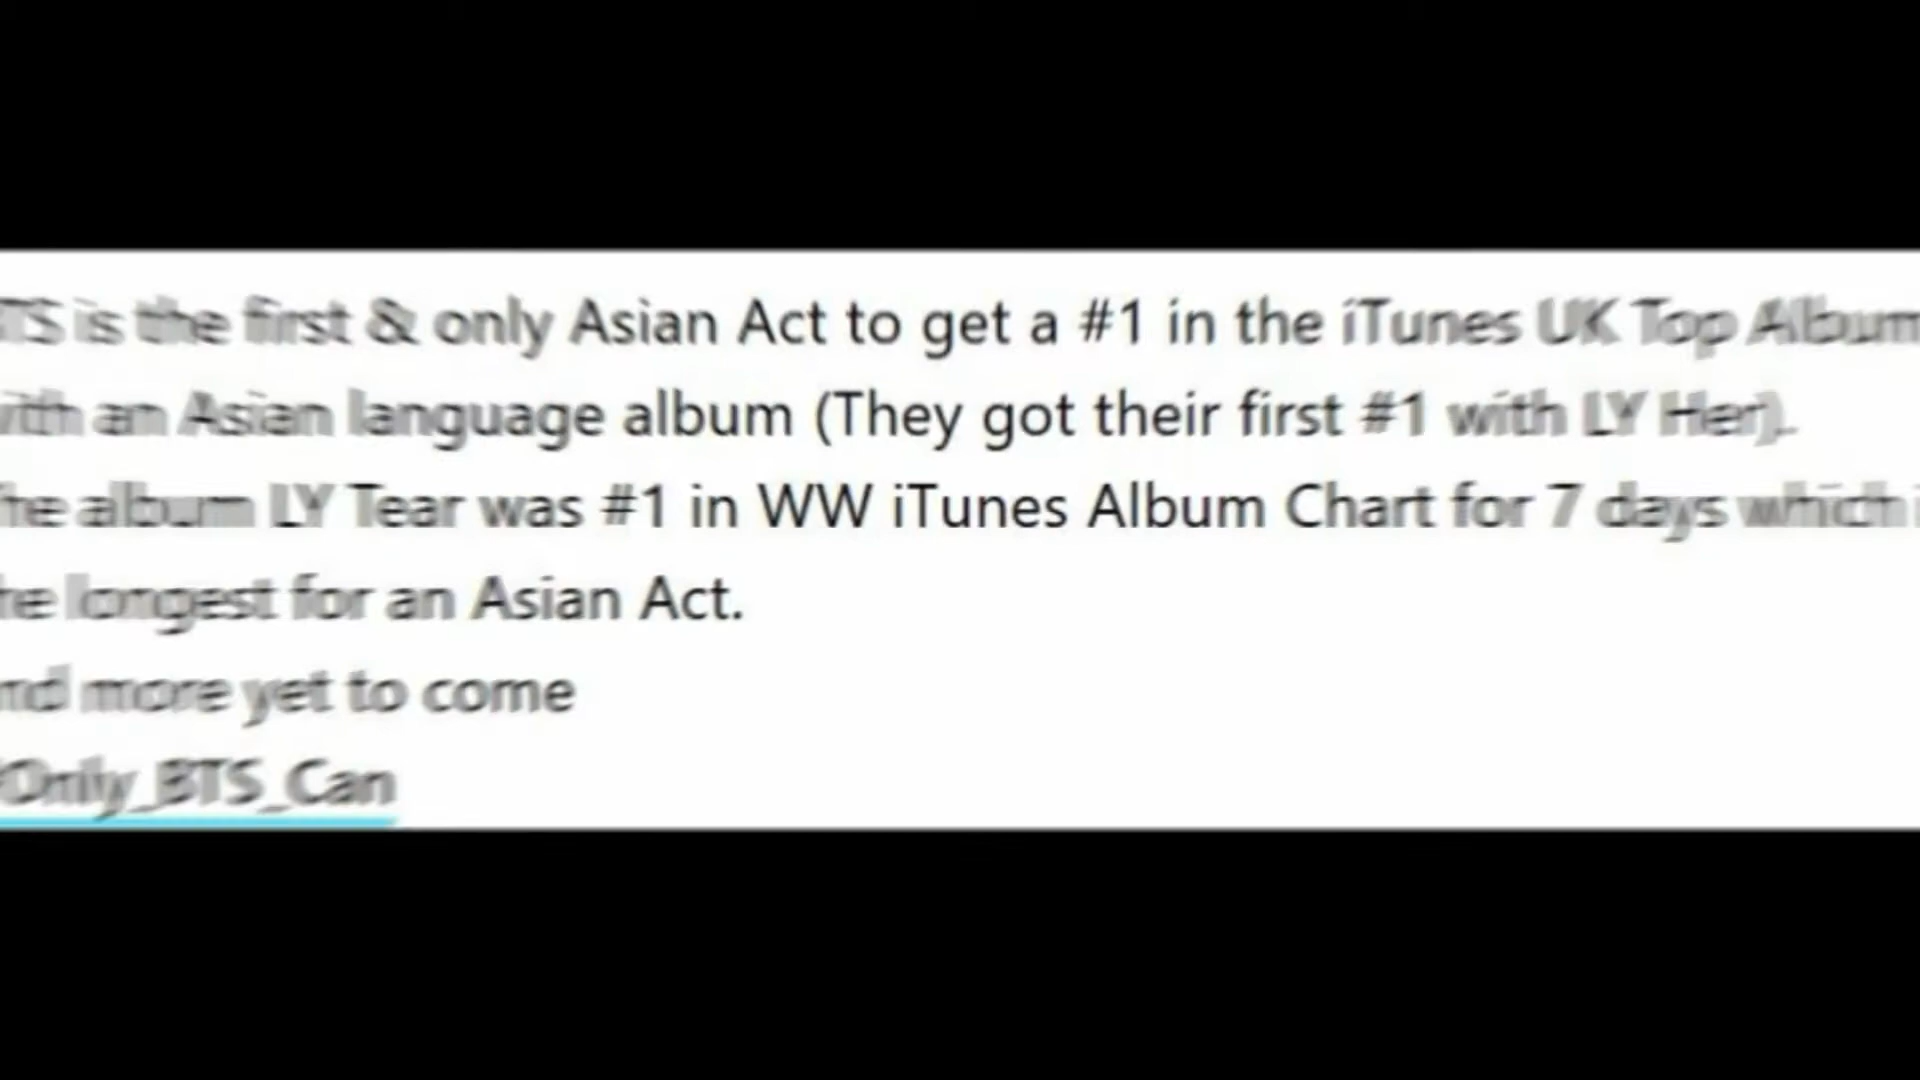 TS is the first & only Asian Act to get a #1 in the iTunes UK Top Album
with an Asian language album (They got their first #1 with LY Her).
he album LY Tear was #1 in WW iTunes Album Chart for 7 days which i
he longest for an Asian Act.
nd more yet to come
#Only_BTS_Can